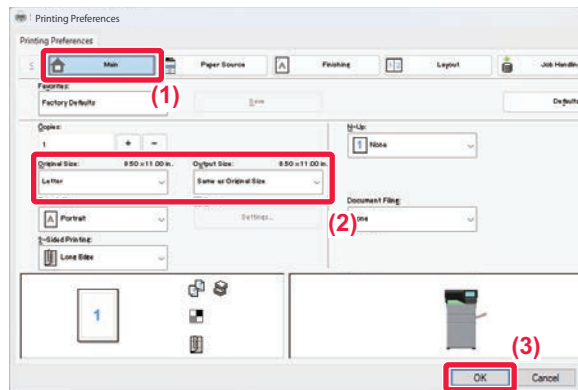 Printing Preferences
Printing Preferences
Main
Paper Source
Finishing
Layout
Job Handlin
(1)
Favorites:
Factory Defaults
Save
Defaults
Copies:
1
+
-
N-Up:
1
None
Original Size:
8.50 x 11.00 in.
Output Size:
8.50 x 11.00 in.
Letter
Same as Original Size
(2)
Portrait
Settings...
Document Filing:
one
2-Sided Printing:
Long Edge
1
(3)
OK
Cancel